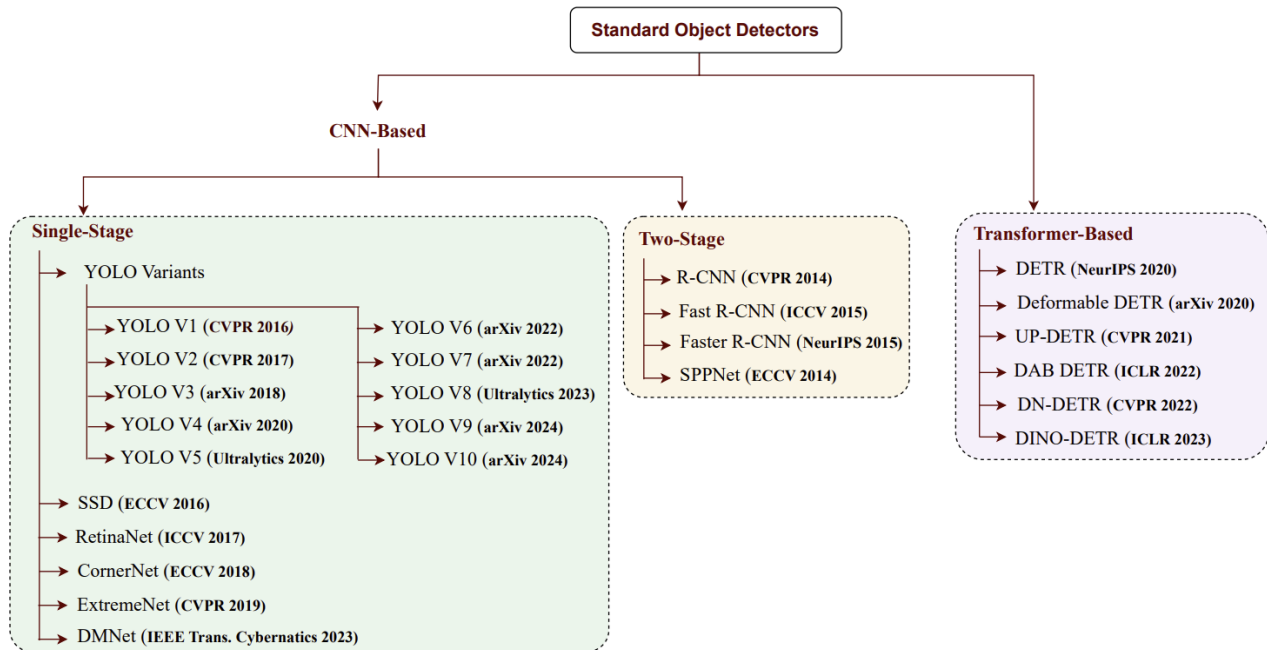 Standard Object Detectors
CNN-Based
Single-Stage
YOLO Variants
YOLO V1 (CVPR 2016)
YOLO V2 (CVPR 2017)
YOLO V3 (arXiv 2018)
YOLO V4 (arXiv 2020)
YOLO V5 (Ultralytics 2020)
YOLO V6 (arXiv 2022)
YOLO V7 (arXiv 2022)
YOLO V8 (Ultralytics 2023)
YOLO V9 (arXiv 2024)
YOLO V10 (arXiv 2024)
SSD (ECCV 2016)
RetinaNet (ICCV 2017)
CornerNet (ECCV 2018)
ExtremeNet (CVPR 2019)
DMNet (IEEE Trans. Cybernatics 2023)
Two-Stage
R-CNN (CVPR 2014)
Fast R-CNN (ICCV 2015)
Faster R-CNN (NeurIPS 2015)
SPPNet (ECCV 2014)
Transformer-Based
DETR (NeurIPS 2020)
Deformable DETR (arXiv 2020)
UP-DETR (CVPR 2021)
DAB DETR (ICLR 2022)
DN-DETR (CVPR 2022)
DINO-DETR (ICLR 2023)